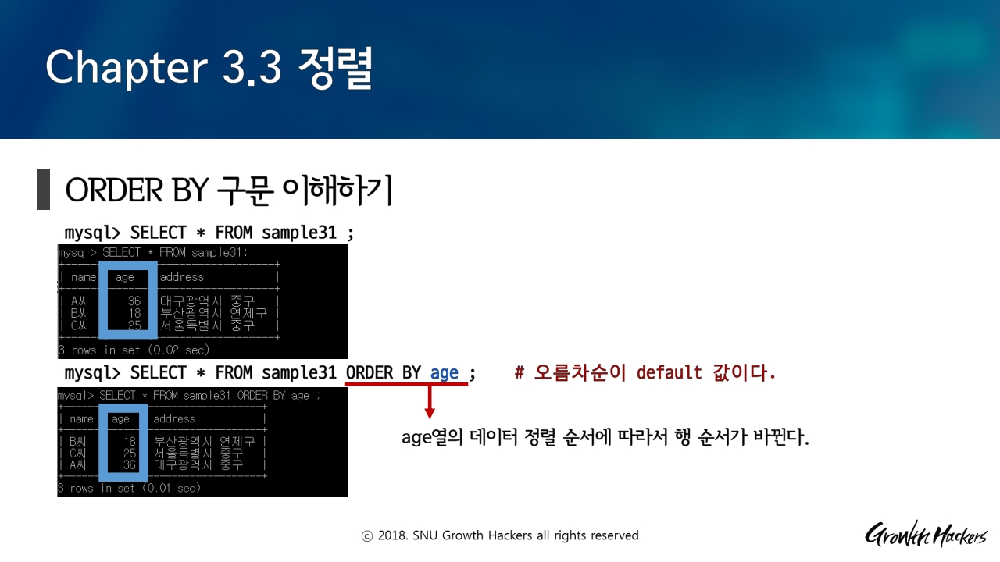 Chapter 3.3 정렬
ORDER BY 구문 이해하기
mysql> SELECT * FROM sample31 ;
mysql> SELECT * FROM sample31;
+------+------+--------------------+
| name | age | address |
+------+------+--------------------+
| A씨 | 36 | 대구광역시 중구 |
| B씨 | 18 | 부산광역시 연제구 |
| C씨 | 25 | 서울특별시 중구 |
+------+------+--------------------+
3 rows in set (0.02 sec)
mysql> SELECT * FROM sample31 ORDER BY age ; # 오름차순이 default 값이다.
mysql> SELECT * FROM sample31 ORDER BY age ;
+------+------+--------------------+
| name | age | address |
+------+------+--------------------+
| B씨 | 18 | 부산광역시 연제구 |
| C씨 | 25 | 서울특별시 중구 |
| A씨 | 36 | 대구광역시 중구 |
+------+------+--------------------+
3 rows in set (0.01 sec)
age열의 데이터 정렬 순서에 따라서 행 순서가 바뀐다.
ⓒ 2018. SNU Growth Hackers all rights reserved
Growth Hackers